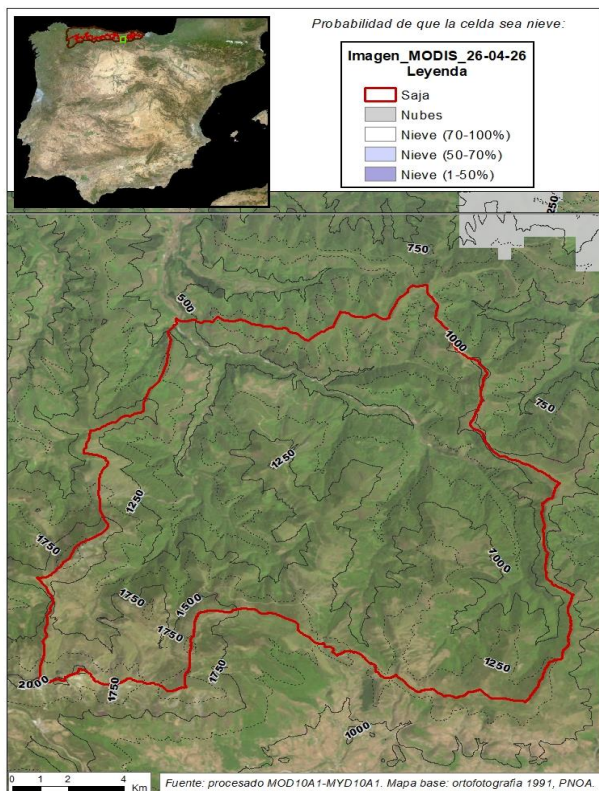 Probabilidad de que la celda sea nieve:
Imagen_MODIS_26-04-26
Leyenda
Saja
Nubes
Nieve (70-100%)
Nieve (50-70%)
Nieve (1-50%)
250
750
500
1000
750
1250
1250
1750
1000
1750
1500
1750
1750
1250
2000
1750
1000
0 1 2 4
Km
Fuente: procesado MOD10A1-MYD10A1. Mapa base: ortofotografia 1991, PNOA.